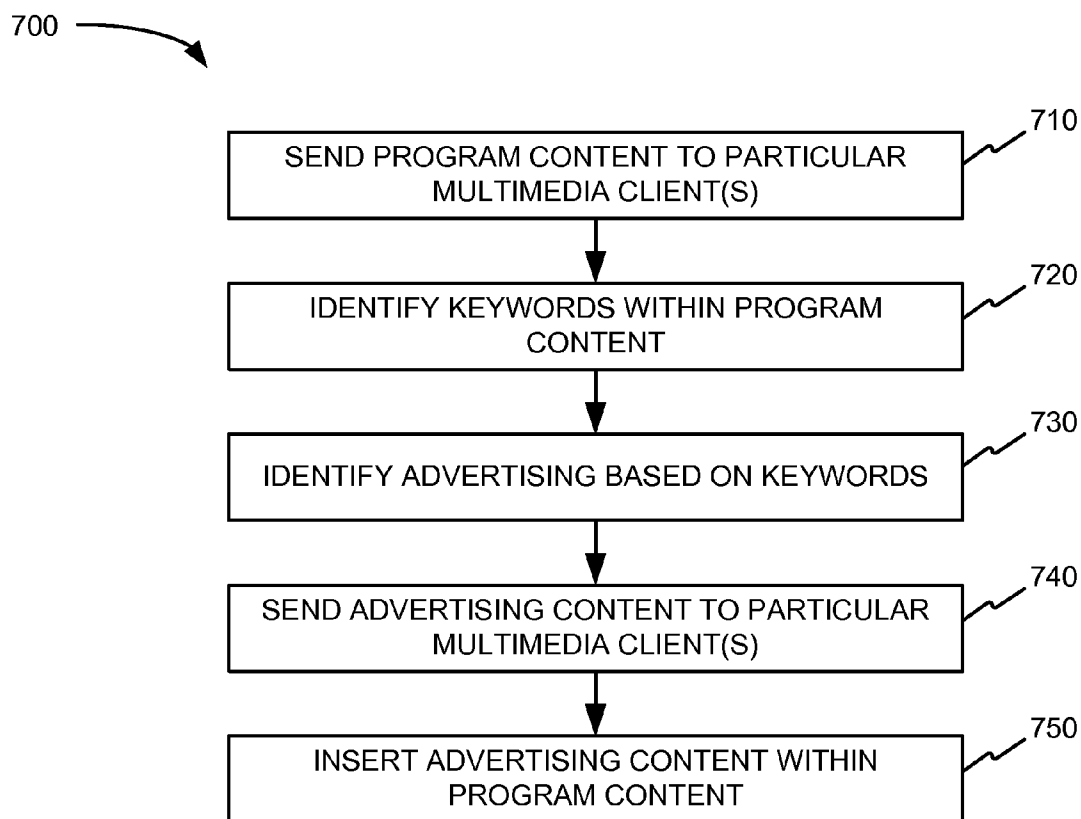 700
710
SEND PROGRAM CONTENT TO PARTICULAR
MULTIMEDIA CLIENT(S)
720
IDENTIFY KEYWORDS WITHIN PROGRAM
CONTENT
730
IDENTIFY ADVERTISING BASED ON KEYWORDS
740
SEND ADVERTISING CONTENT TO PARTICULAR
MULTIMEDIA CLIENT(S)
750
INSERT ADVERTISING CONTENT WITHIN
PROGRAM CONTENT